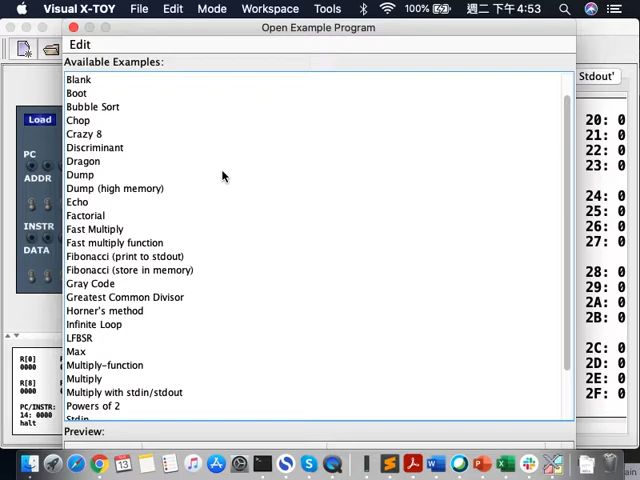 Visual X-TOY File Edit Mode Workspace Tools 100% 週二 下午4:53
Open Example Program
Edit
Available Examples:
Blank
Boot
Bubble Sort
Chop
Crazy 8
Discriminant
Dragon
Dump
Dump (high memory)
Echo
Factorial
Fast Multiply
Fast multiply function
Fibonacci (print to stdout)
Fibonacci (store in memory)
Gray Code
Greatest Common Divisor
Horner's method
Infinite Loop
LFBSR
Max
Multiply-function
Multiply
Multiply with stdin/stdout
Powers of 2
Stdin
Preview:
Load
PC
ADDR
INSTR
DATA
R[0]
0000
R[8]
0000
PC/INSTR:
14: 0000
halt
Stdout'
20: 0
21: 0
22: 0
23: 0
24: 0
25: 0
26: 0
27: 0
28: 0
29: 0
2A: 0
2B: 0
2C: 0
2D: 0
2E: 0
2F: 0
13